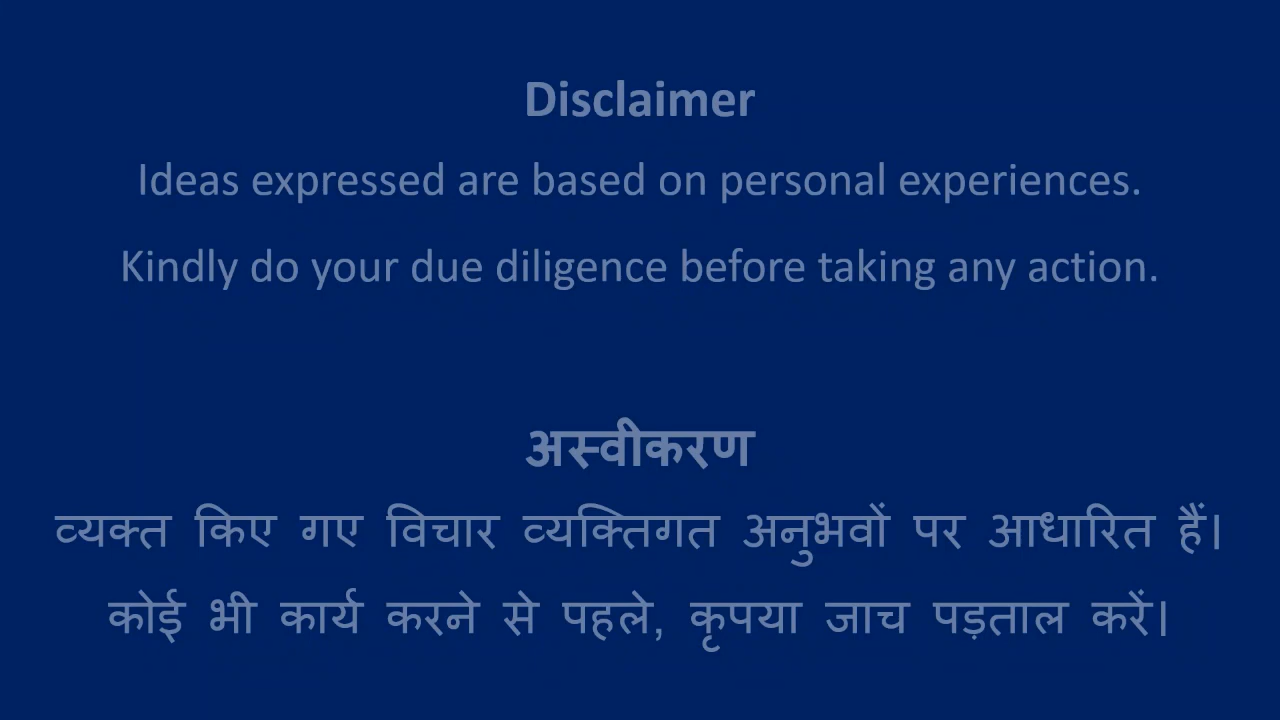 Disclaimer
Ideas expressed are based on personal experiences.
Kindly do your due diligence before taking any action.
अस्वीकरण
व्यक्त किए गए विचार व्यक्तिगत अनुभवों पर आधारित हैं।
कोई भी कार्य करने से पहले, कृपया जाच पड़ताल करें।